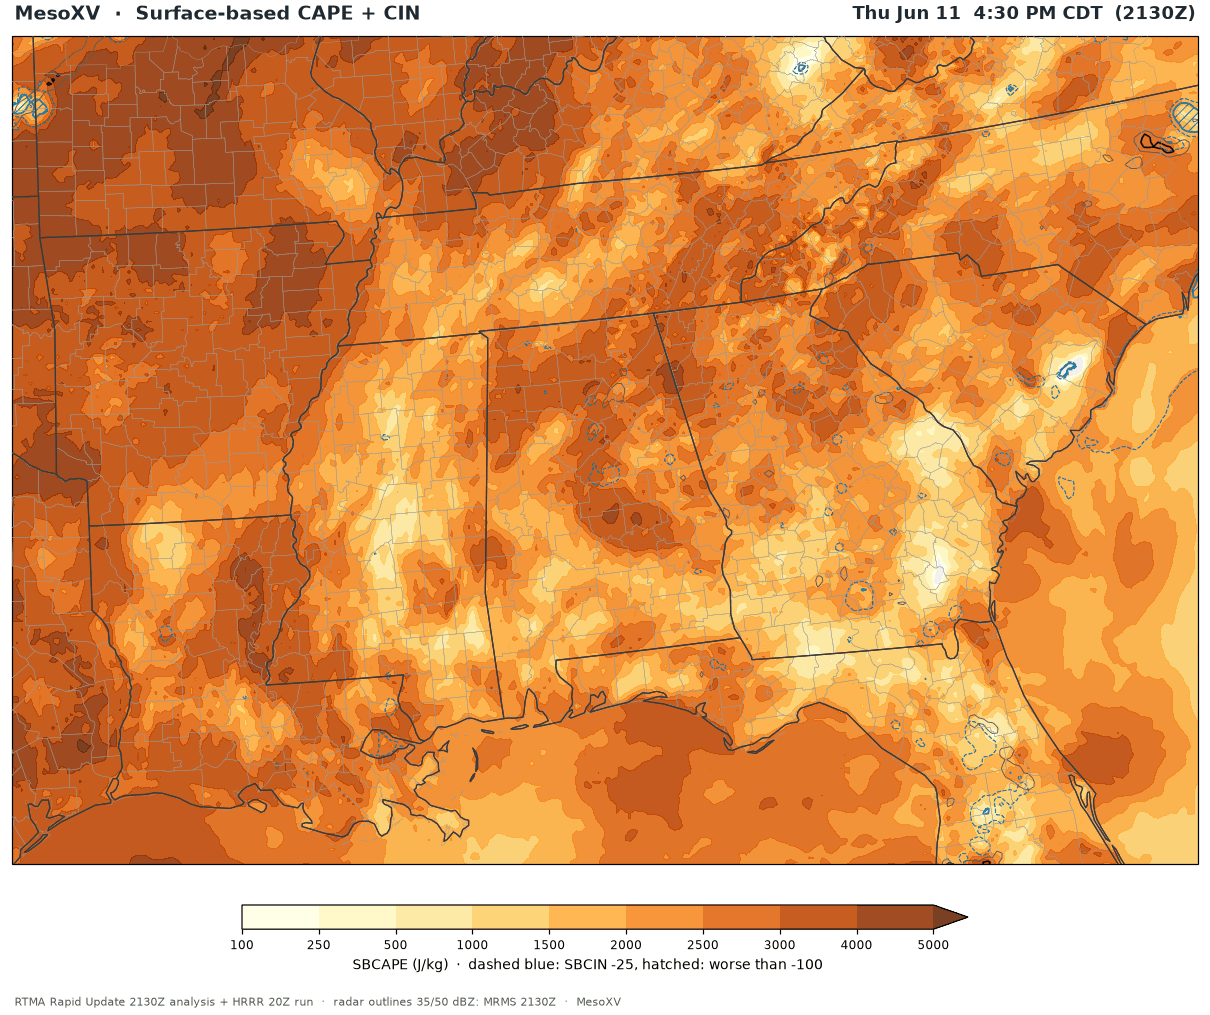 MesoXV · Surface-based CAPE + CIN
Thu Jun 11 4:30 PM CDT (2130Z)
100 250 500 1000 1500 2000 2500 3000 4000 5000
SBCAPE (J/kg) · dashed blue: SBCIN -25, hatched: worse than -100
RTMA Rapid Update 2130Z analysis + HRRR 20Z run · radar outlines 35/50 dBZ: MRMS 2130Z · MesoXV